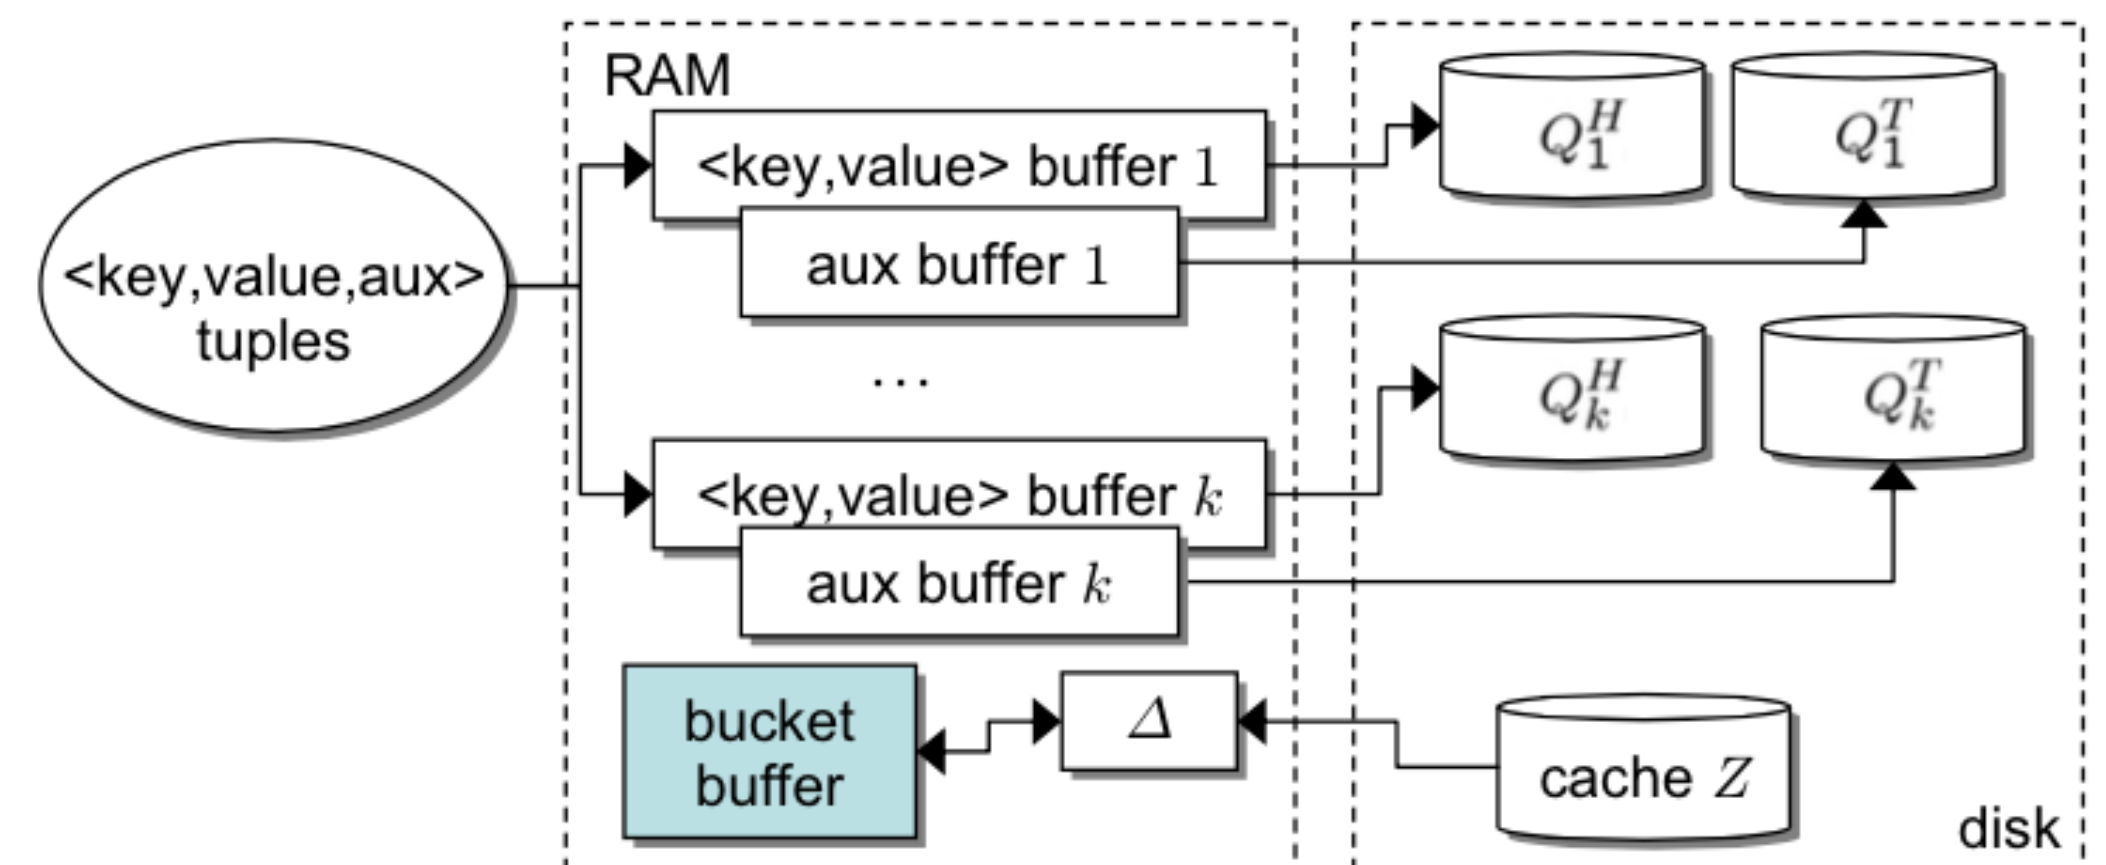 RAM
<key,value> buffer 1
Q_1^H
Q_1^T
aux buffer 1
<key,value,aux>
tuples
...
Q_k^H
Q_k^T
<key,value> buffer k
aux buffer k
bucket
buffer
Δ
cache Z
disk